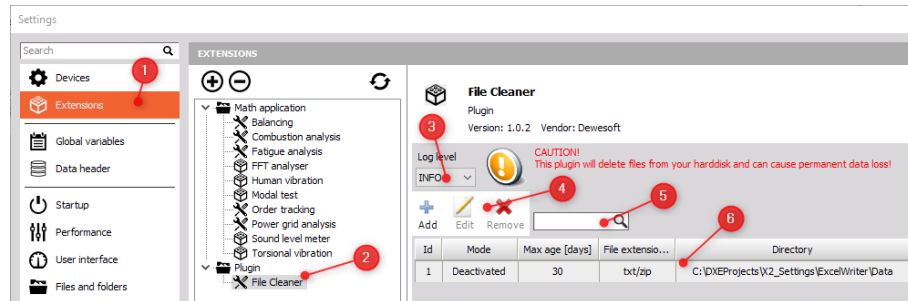 Settings
Search
Devices
Extensions
Global variables
Data header
Startup
Performance
User interface
Files and folders
EXTENSIONS
Math application
Balancing
Combustion analysis
Fatigue analysis
FFT analyser
Human vibration
Modal test
Order tracking
Power grid analysis
Sound level meter
Torsional vibration
Plugin
File Cleaner
File Cleaner
Plugin
Version: 1.0.2 Vendor: Dewesoft
Log level
INFO
CAUTION!
This plugin will delete files from your harddisk and can cause permanent data loss!
Add Edit Remove
Id Mode Max age [days] File extensio... Directory
1 Deactivated 30 txt/zip C:\DXEProjects\X2_Settings\ExcelWriter\Data
1
2
3
4
5
6